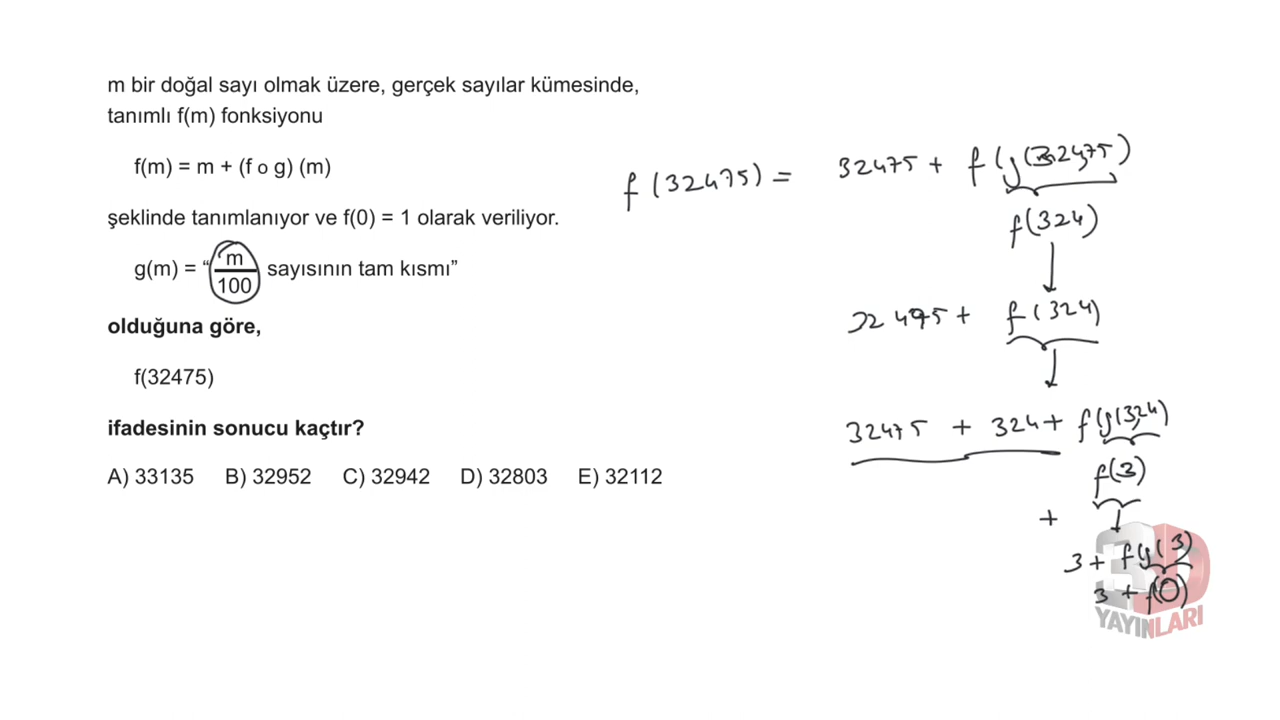 m bir doğal sayı olmak üzere, gerçek sayılar kümesinde,
tanımlı f(m) fonksiyonu
f(m) = m + (f o g) (m)
şeklinde tanımlanıyor ve f(0) = 1 olarak veriliyor.
g(m) = “m/100 sayısının tam kısmı”
olduğuna göre,
f(32475)
ifadesinin sonucu kaçtır?
A) 33135 B) 32952 C) 32942 D) 32803 E) 32112
f(32475) = 32475 + f(g(32475)
f(324)
32475 + f(324)
32475 + 324 + f(g(324)
f(3)
+
3 + fg(3)
3 + f(0)
3D
YAYINLARI